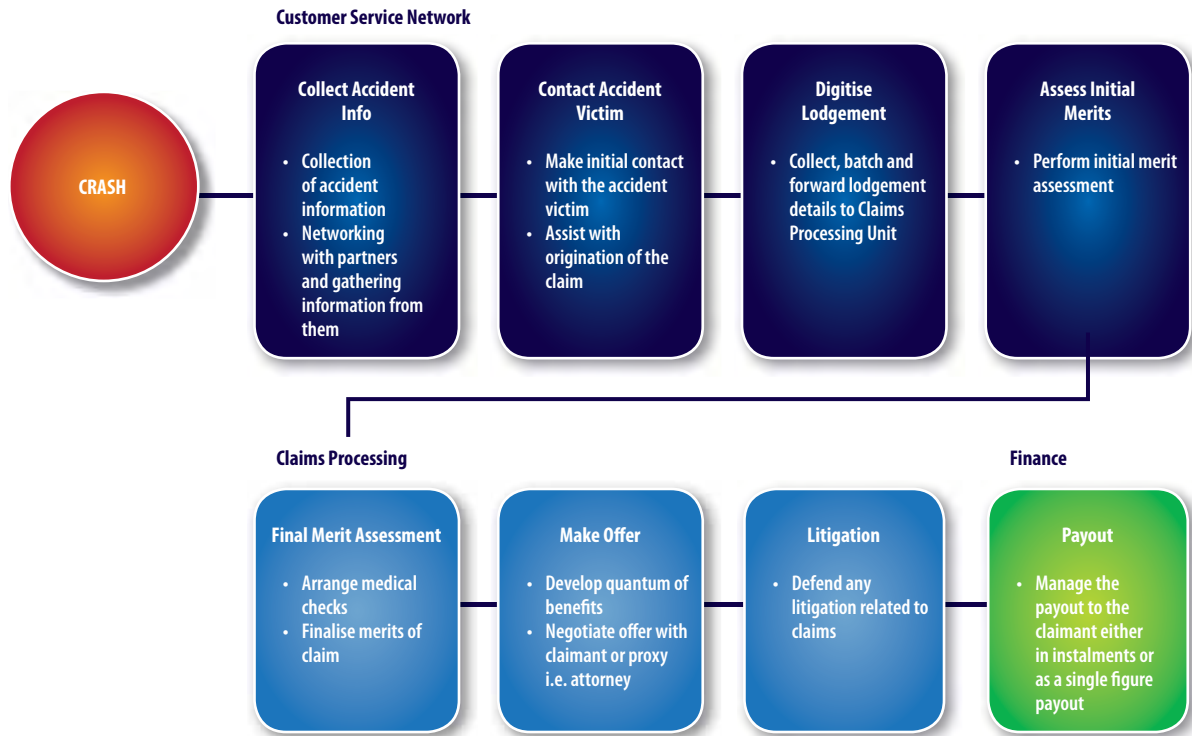 Customer Service Network
CRASH
Collect Accident
Info
• Collection
of accident
information
• Networking
with partners
and gathering
information from
them
Contact Accident
Victim
• Make initial contact
with the accident
victim
• Assist with
origination of the
claim
Digitise
Lodgement
• Collect, batch and
forward lodgement
details to Claims
Processing Unit
Assess Initial
Merits
• Perform initial merit
assessment
Claims Processing
Final Merit Assessment
• Arrange medical
checks
• Finalise merits of
claim
Make Offer
• Develop quantum of
benefits
• Negotiate offer with
claimant or proxy
i.e. attorney
Litigation
• Defend any
litigation related to
claims
Finance
Payout
• Manage the
payout to the
claimant either
in instalments or
as a single figure
payout